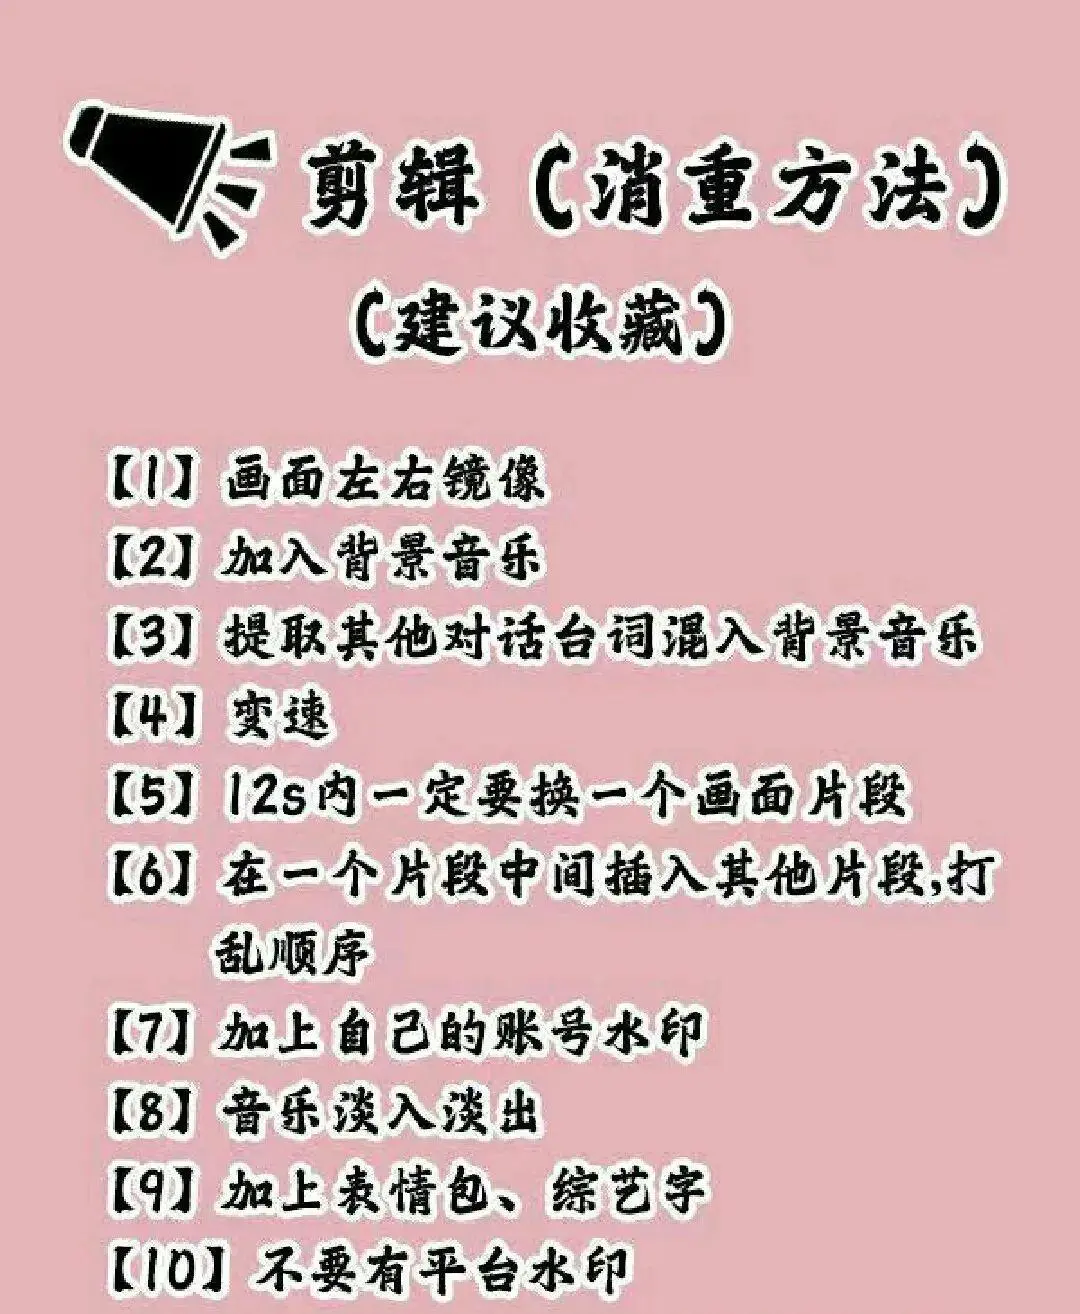 剪辑（消重方法）
（建议收藏）
【1】画面左右镜像
【2】加入背景音乐
【3】提取其他对话台词混入背景音乐
【4】变速
【5】12s内一定要换一个画面片段
【6】在一个片段中间插入其他片段,打
乱顺序
【7】加上自己的账号水印
【8】音乐淡入淡出
【9】加上表情包、综艺字
【10】不要有平台水印